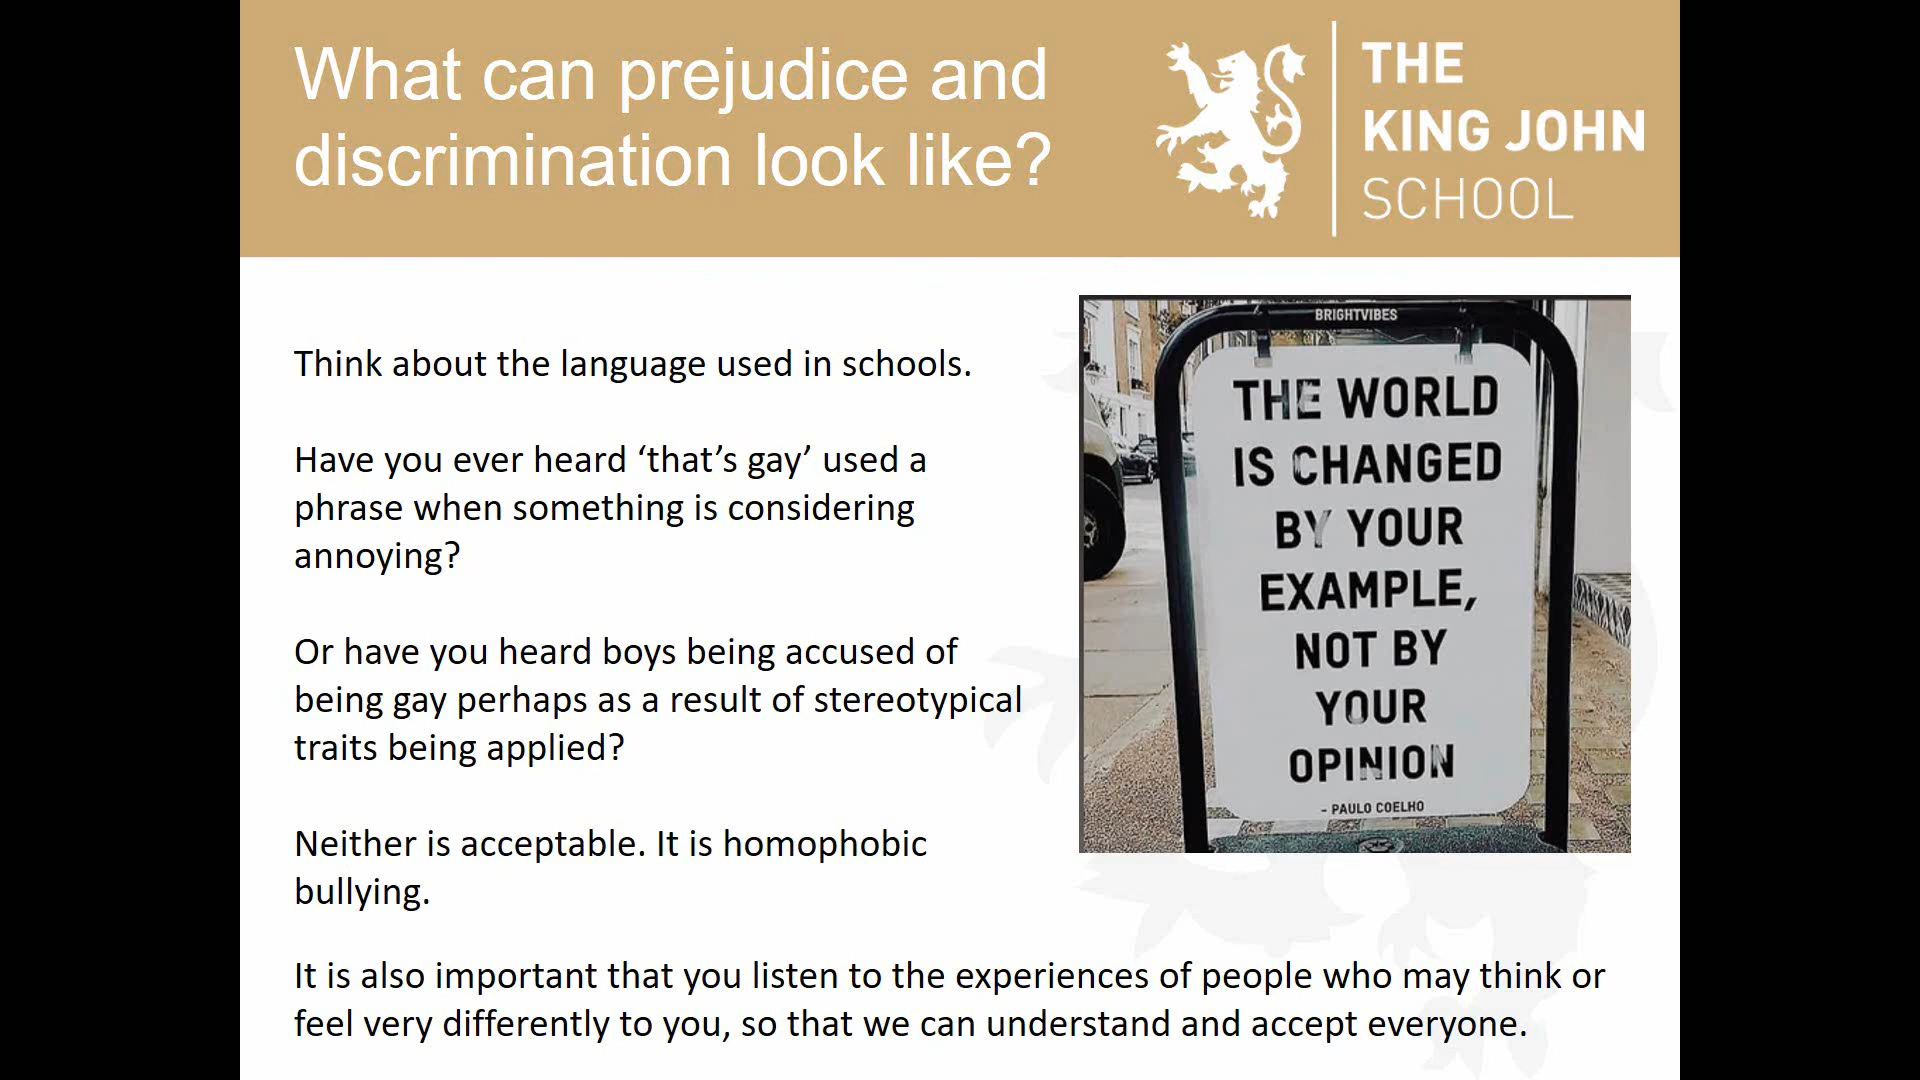 What can prejudice and
discrimination look like?
THE
KING JOHN
SCHOOL
Think about the language used in schools.
Have you ever heard ‘that’s gay’ used a
phrase when something is considering
annoying?
Or have you heard boys being accused of
being gay perhaps as a result of stereotypical
traits being applied?
Neither is acceptable. It is homophobic
bullying.
It is also important that you listen to the experiences of people who may think or
feel very differently to you, so that we can understand and accept everyone.
BRIGHTVIBES
THE WORLD
IS CHANGED
BY YOUR
EXAMPLE,
NOT BY
YOUR
OPINION
- PAULO COELHO